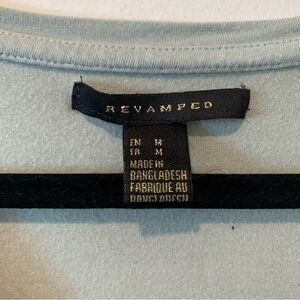 REVAMPED
EN M
FR M
MADE IN
BANGLADESH
FABRIQUE AU
BANGLADESH